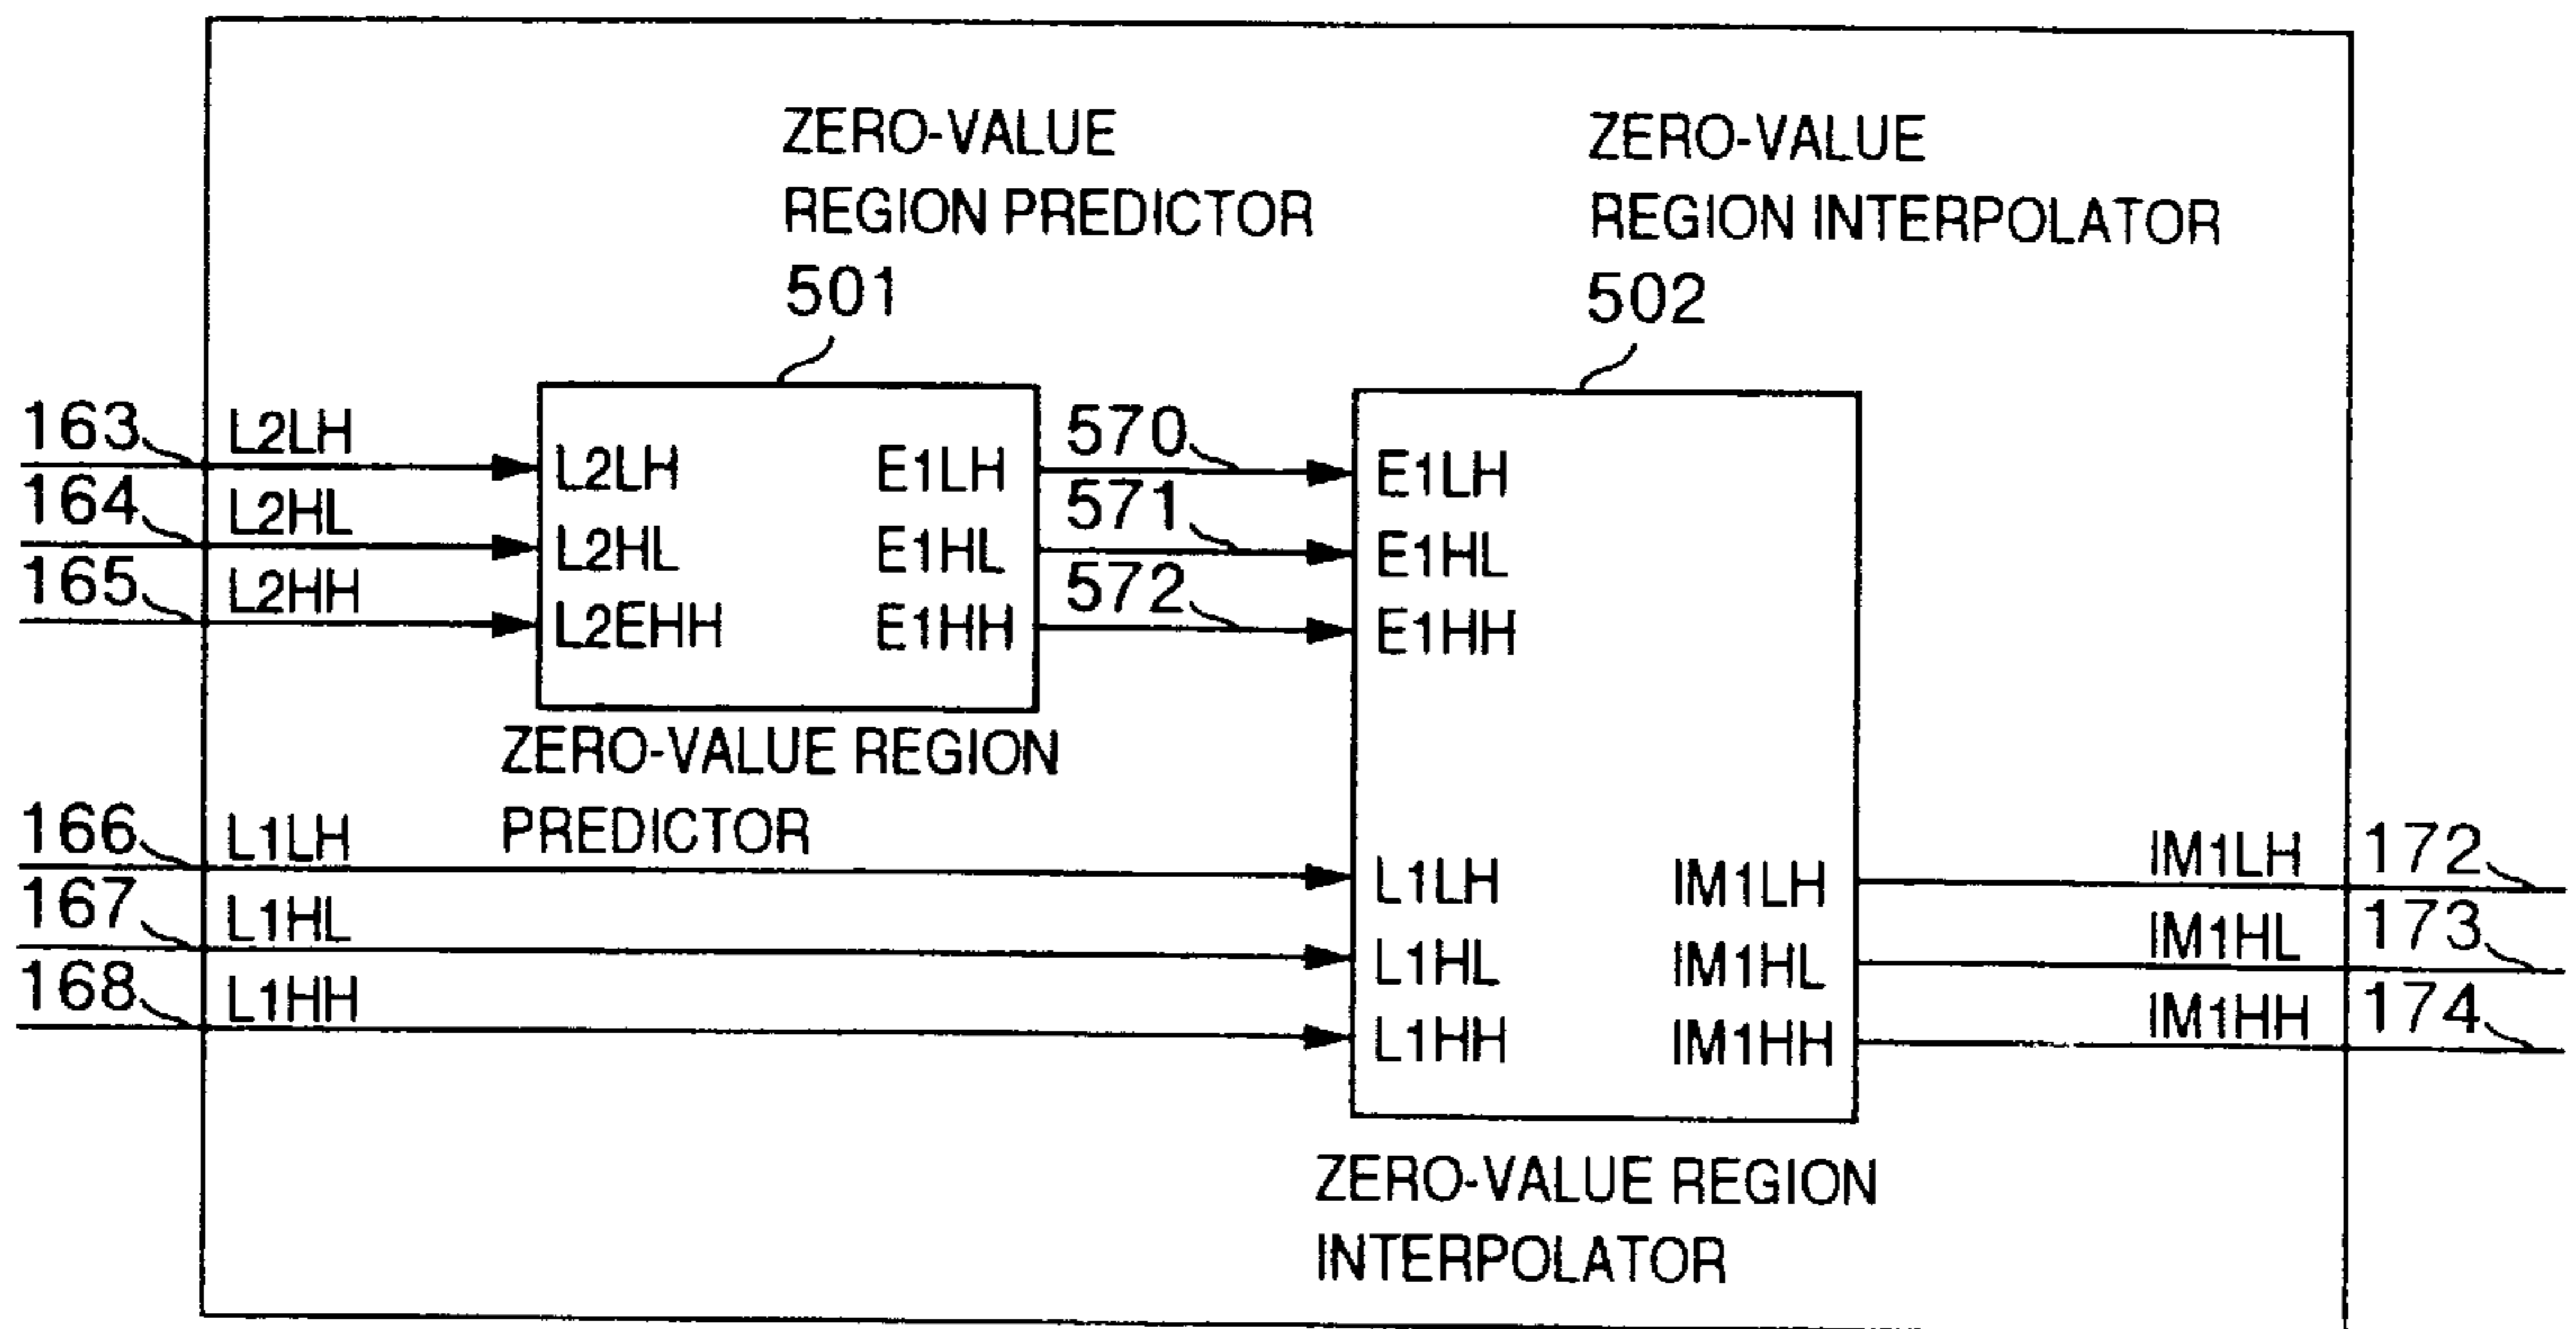 ZERO-VALUE
REGION PREDICTOR
501
ZERO-VALUE
REGION INTERPOLATOR
502
163 L2LH
164 L2HL
165 L2HH
L2LH E1LH
L2HL E1HL
L2EHH E1HH
570
571
572
E1LH
E1HL
E1HH
ZERO-VALUE REGION
PREDICTOR
166 L1LH
167 L1HL
168 L1HH
L1LH IM1LH
L1HL IM1HL
L1HH IM1HH
IM1LH 172
IM1HL 173
IM1HH 174
ZERO-VALUE REGION
INTERPOLATOR